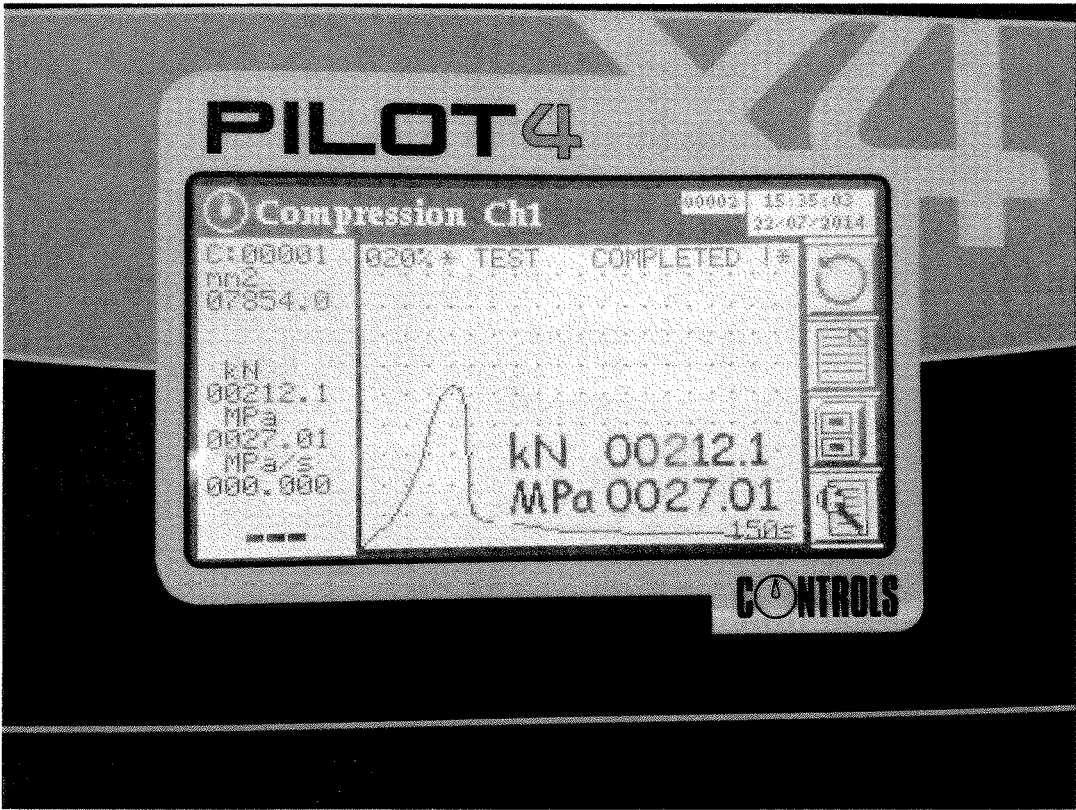 PILOT4
Compression Ch1
00002
15:35:03
22/07/2014
C:00001
mm2
07854.0
kN
00212.1
MPa
0027.01
MPa/s
000.000
---
020% * TEST COMPLETED !*
kN 00212.1
MPa 0027.01
150s
CONTROLS